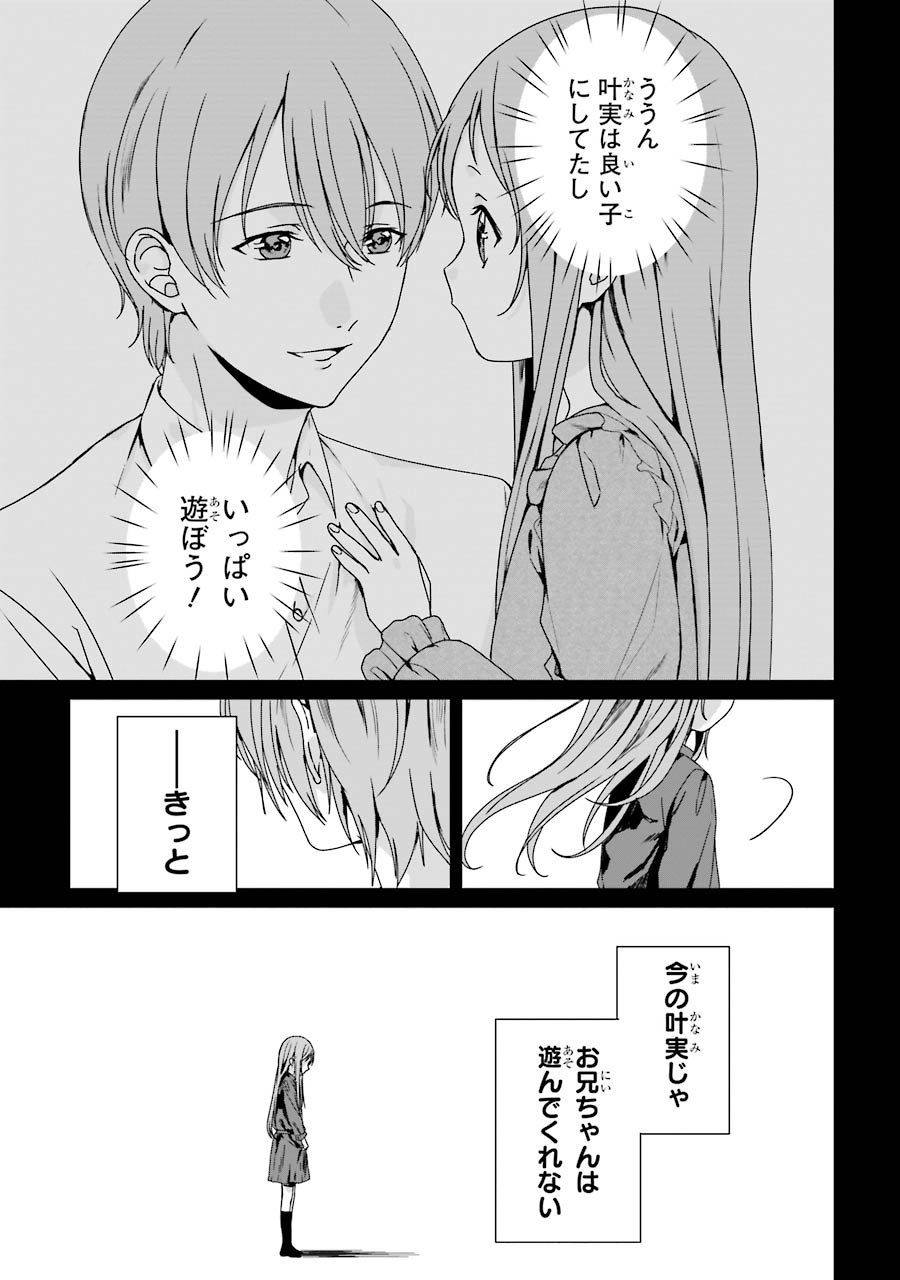 ううん
叶実は良い子
にしてたし
いっぱい
遊ぼう！
──きっと
今の叶実じゃ
お兄ちゃんは
遊んでくれない